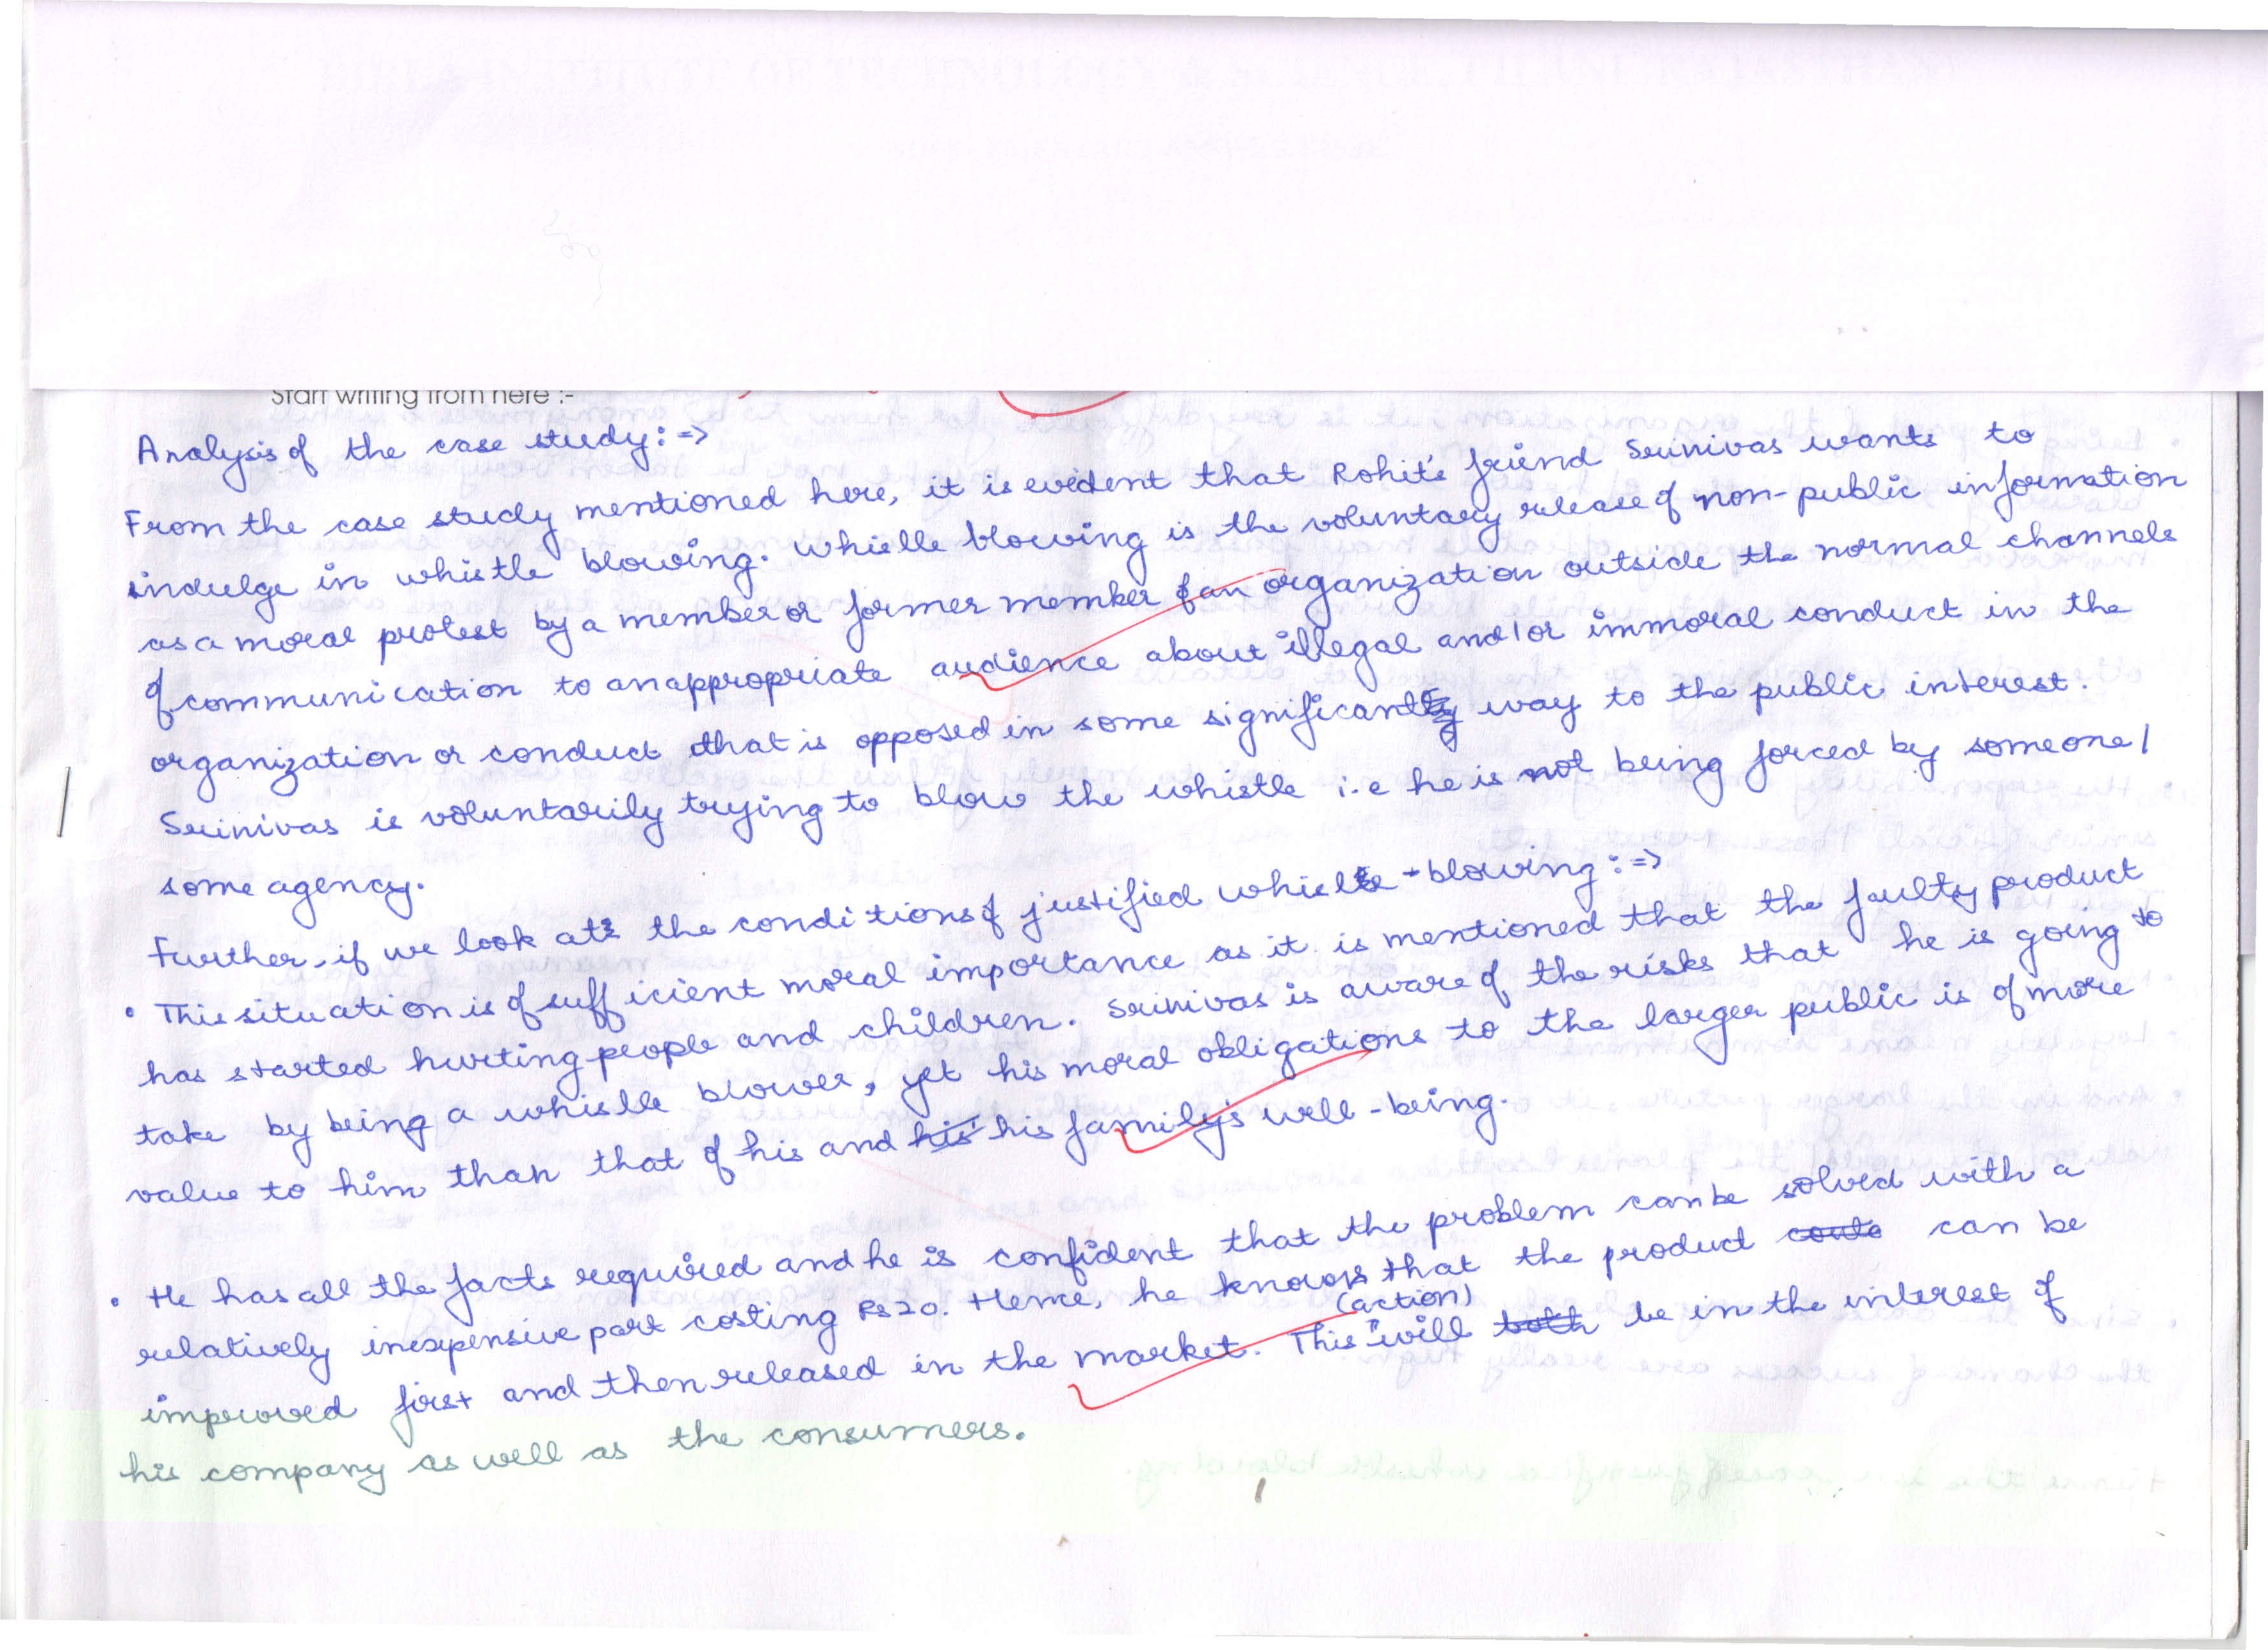 Start writing from here :-
Analysis of the case study : =>
From the case study mentioned here, it is evident that Rohit's friend Srinivas wants to
indulge in whistle blowing. Whistle blowing is the voluntary release of non-public information
as a moral protest by a member or former member of an organization outside the normal channels
of communication to an appropriate audience about illegal and/or immoral conduct in the
organization or conduct that is opposed in some significant way to the public interest.
Srinivas is voluntarily trying to blow the whistle i.e he is not being forced by someone/
some agency.
Further, if we look at the conditions of justified whistle-blowing : =>
• This situation is of sufficient moral importance as it is mentioned that the faulty product
has started hurting people and children. Srinivas is aware of the risks that he is going to
take by being a whistle blower, yet his moral obligations to the larger public is of more
value to him than that of his and his his family's well-being.
• He has all the facts required and he is confident that the problem can be solved with a
relatively inexpensive part costing Rs 20. Hence, he knows that the product can be
improved first and then released in the market. This (action) will both be in the interest of
his company as well as the consumers.